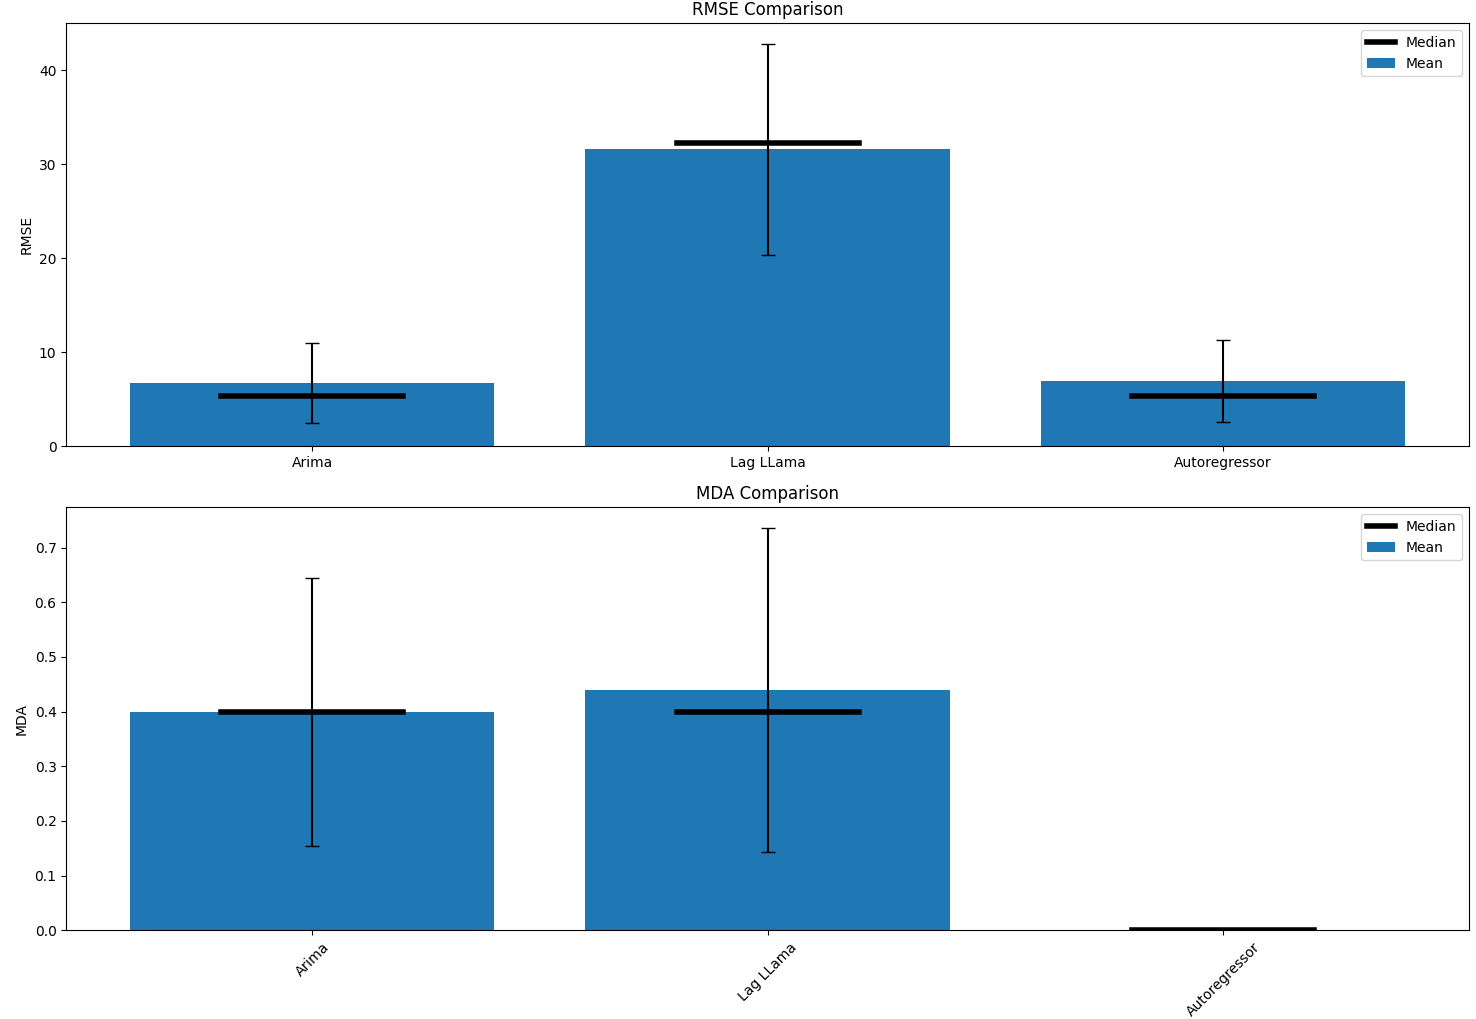 RMSE Comparison
Median
Mean
40
30
20
10
0
RMSE
Arima
Lag LLama
Autoregressor
MDA Comparison
Median
Mean
0.7
0.6
0.5
0.4
0.3
0.2
0.1
0.0
MDA
Arima
Lag LLama
Autoregressor